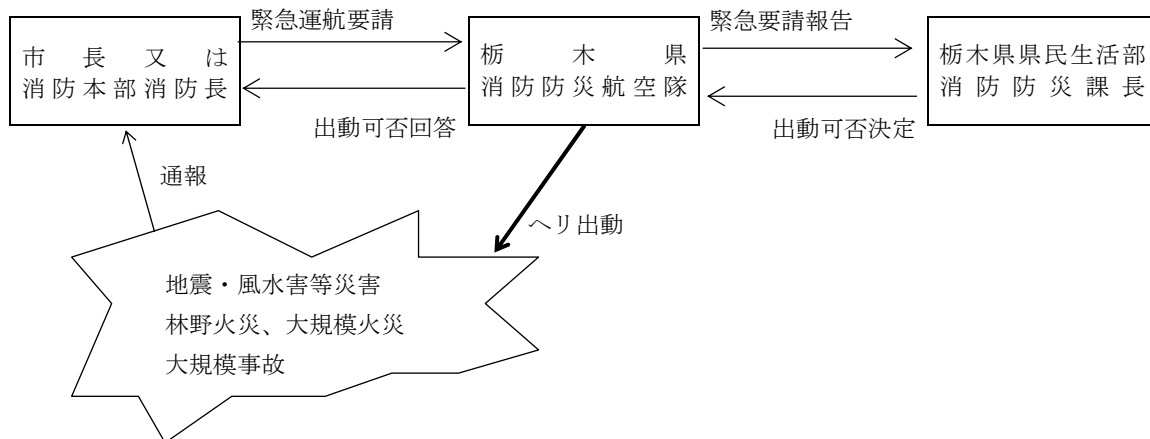 緊急運航要請
緊急要請報告
市長又は
消防本部消防長
栃木県
消防防災航空隊
栃木県県民生活部
消防防災課長
出動可否回答
出動可否決定
通報
ヘリ出動
地震・風水害等災害
林野火災、大規模火災
大規模事故